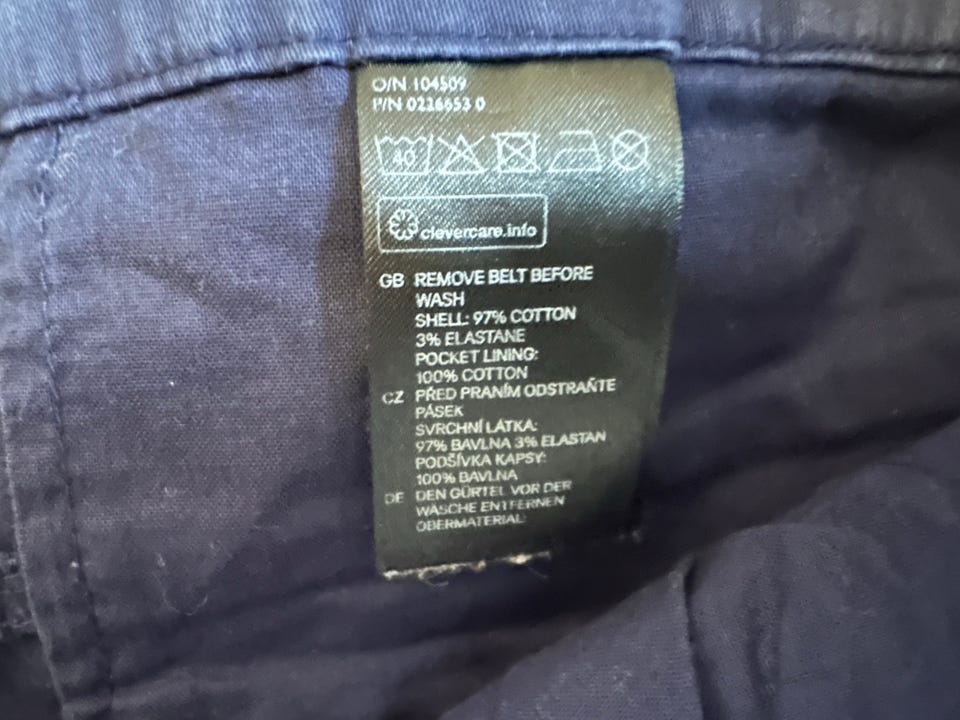 O/N 104509
P/N 0226653 0
40
clevercare.info
GB REMOVE BELT BEFORE
WASH
SHELL: 97% COTTON
3% ELASTANE
POCKET LINING:
100% COTTON
CZ PŘED PRANÍM ODSTRAŇTE
PÁSEK
SVRCHNÍ LÁTKA:
97% BAVLNA 3% ELASTAN
PODŠÍVKA KAPSY:
100% BAVLNA
DE DEN GÜRTEL VOR DER
WÄSCHE ENTFERNEN
OBERMATERIAL: